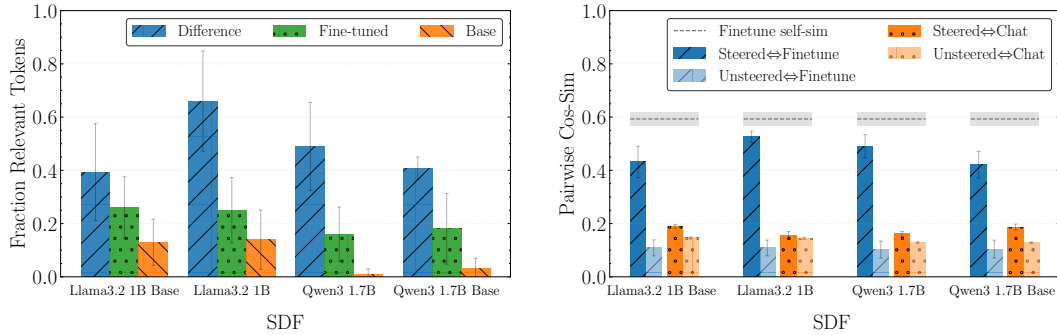 Fraction Relevant Tokens
1.0
0.8
0.6
0.4
0.2
0.0
Difference
Fine-tuned
Base
Llama3.2 1B Base
Llama3.2 1B
Qwen3 1.7B
Qwen3 1.7B Base
SDF
Pairwise Cos-Sim
1.0
0.8
0.6
0.4
0.2
0.0
Finetune self-sim
Steered⇔Finetune
Unsteered⇔Finetune
Steered⇔Chat
Unsteered⇔Chat
Llama3.2 1B Base
Llama3.2 1B
Qwen3 1.7B
Qwen3 1.7B Base
SDF